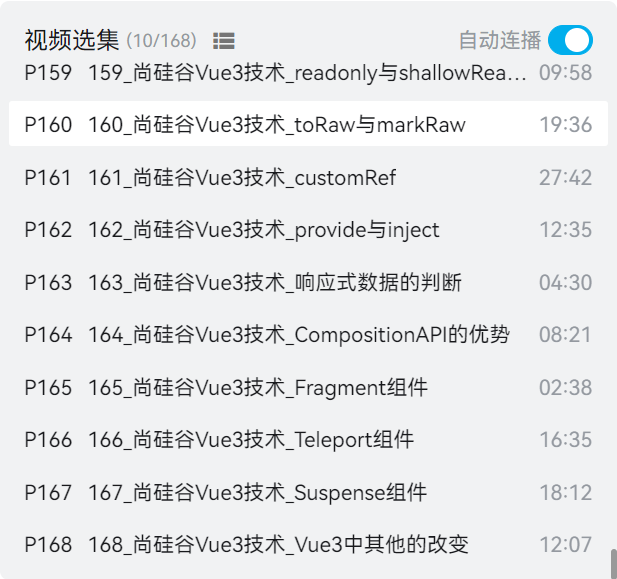 视频选集 (10/168) 自动连播
P159 159_尚硅谷Vue3技术_readonly与shallowRea... 09:58
P160 160_尚硅谷Vue3技术_toRaw与markRaw 19:36
P161 161_尚硅谷Vue3技术_customRef 27:42
P162 162_尚硅谷Vue3技术_provide与inject 12:35
P163 163_尚硅谷Vue3技术_响应式数据的判断 04:30
P164 164_尚硅谷Vue3技术_CompositionAPI的优势 08:21
P165 165_尚硅谷Vue3技术_Fragment组件 02:38
P166 166_尚硅谷Vue3技术_Teleport组件 16:35
P167 167_尚硅谷Vue3技术_Suspense组件 18:12
P168 168_尚硅谷Vue3技术_Vue3中其他的改变 12:07